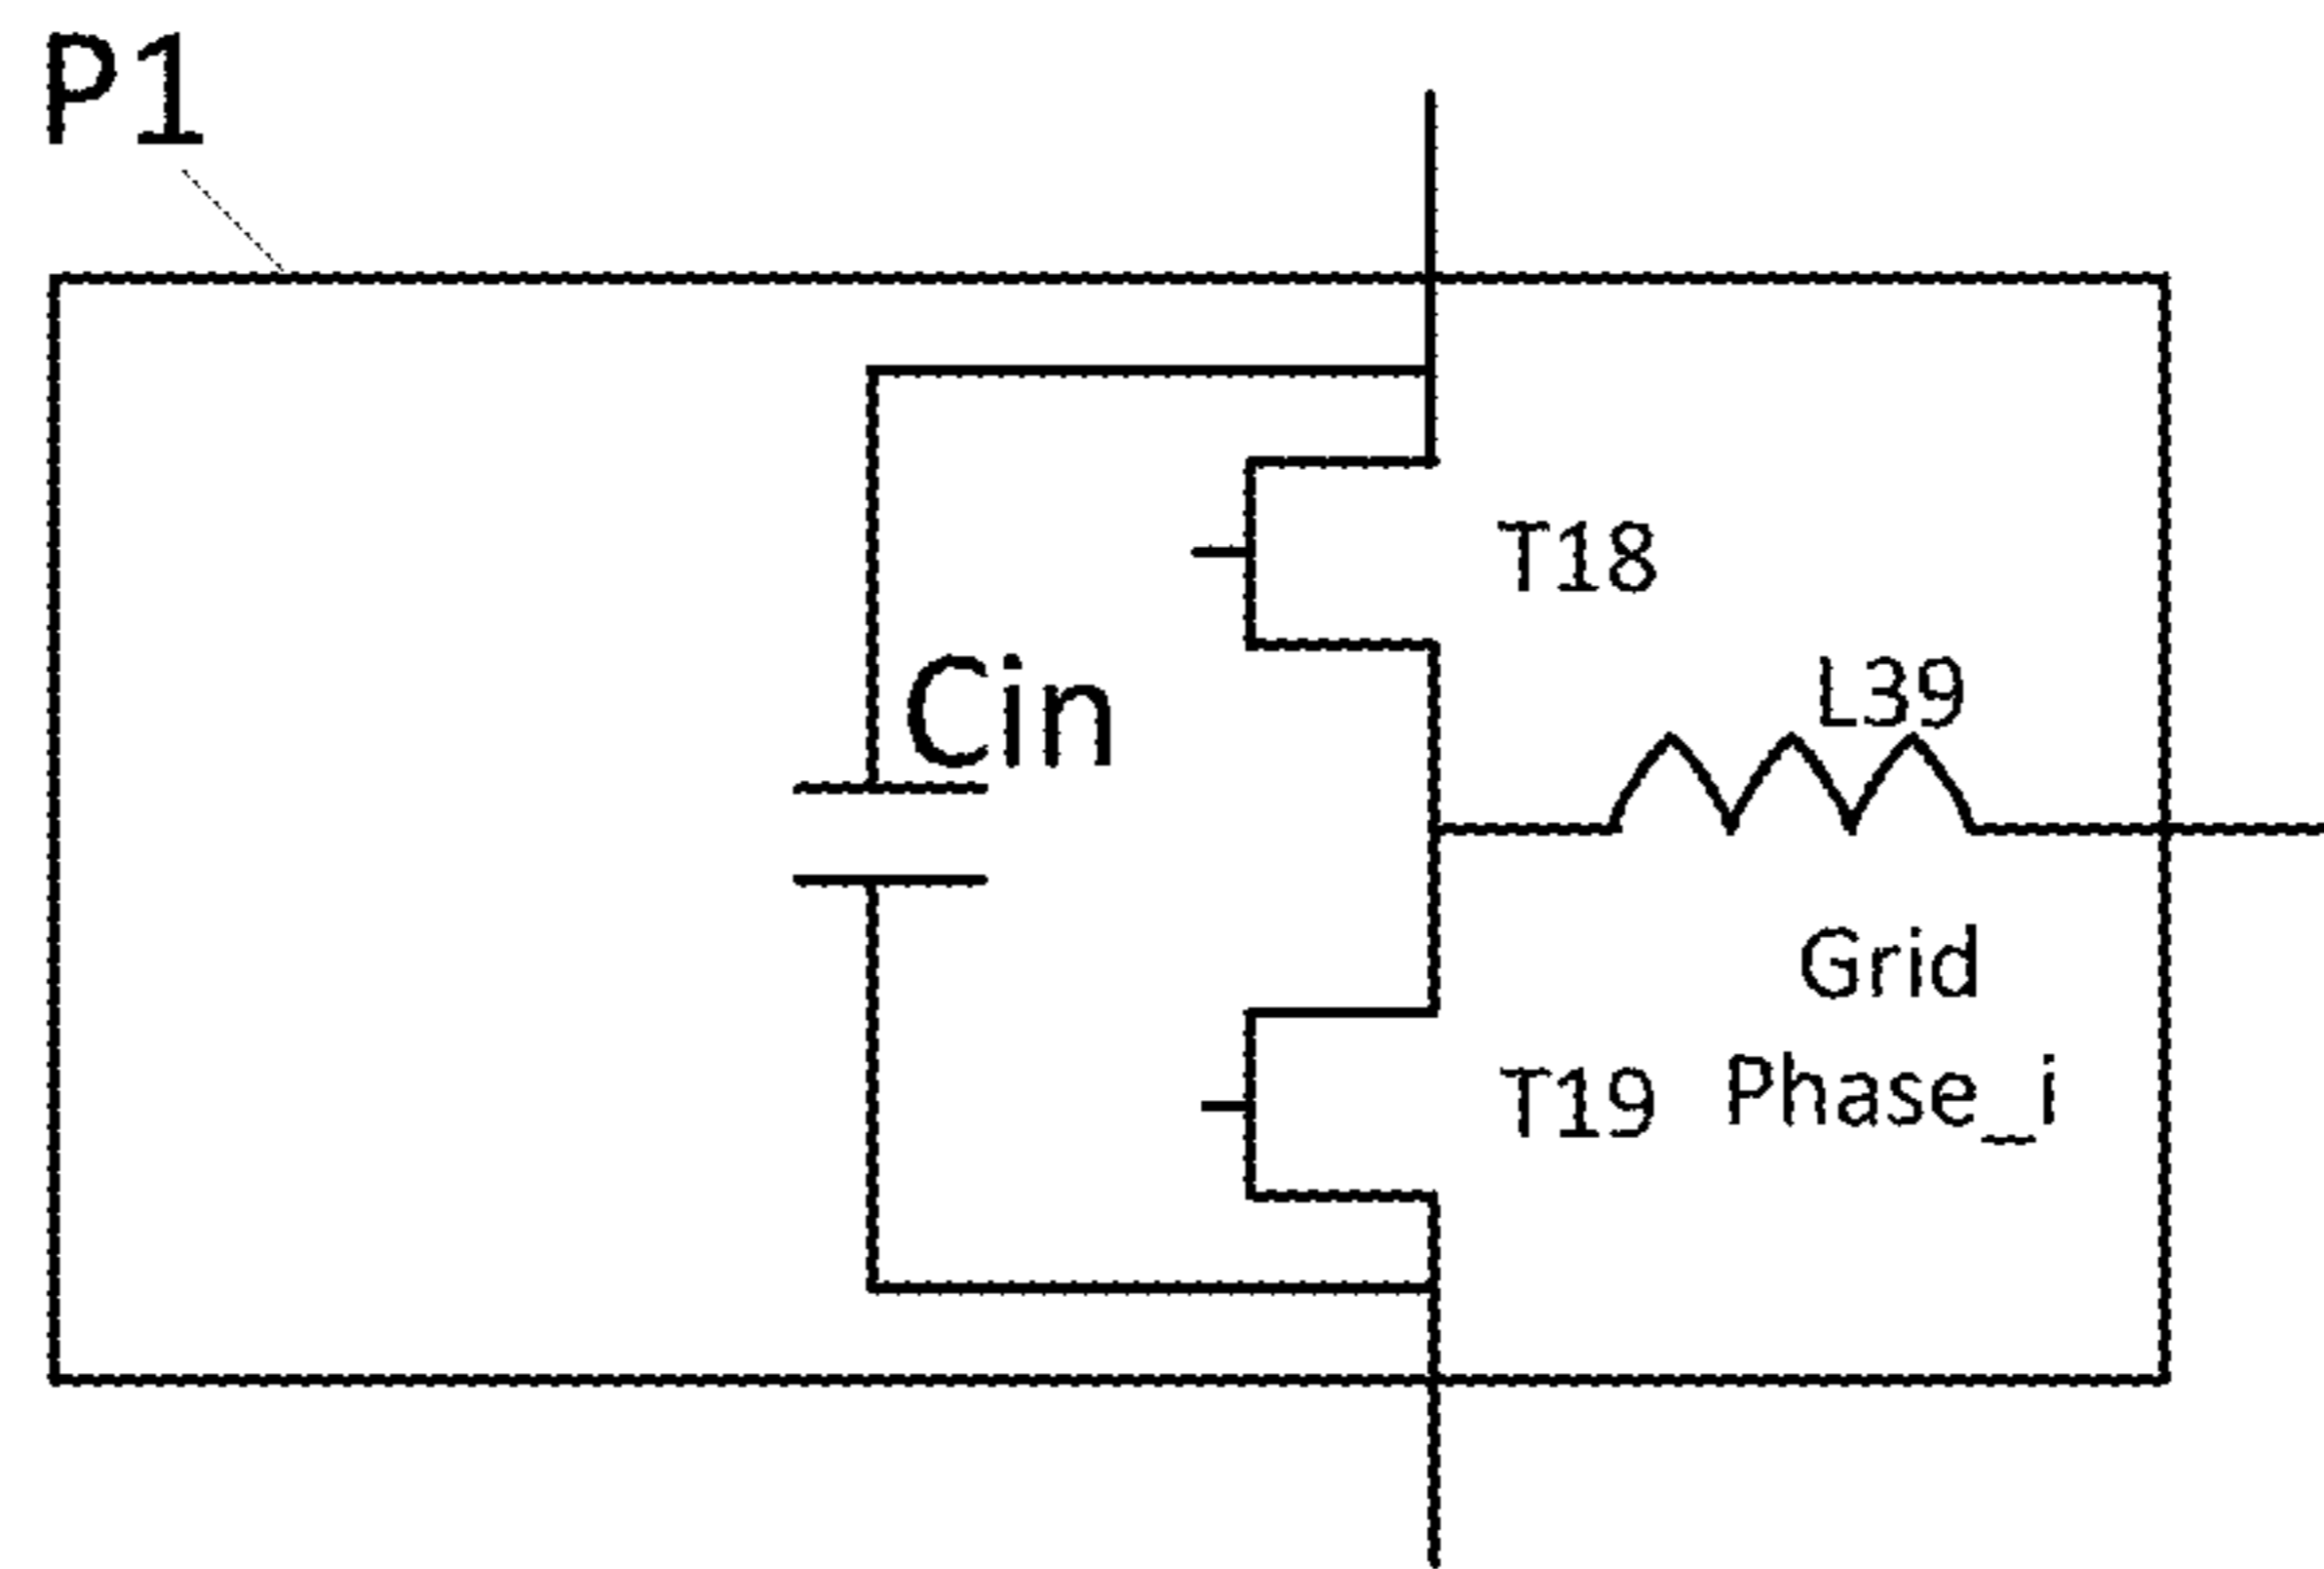 P1
T18
Cin
L39
Grid
T19 Phase_i